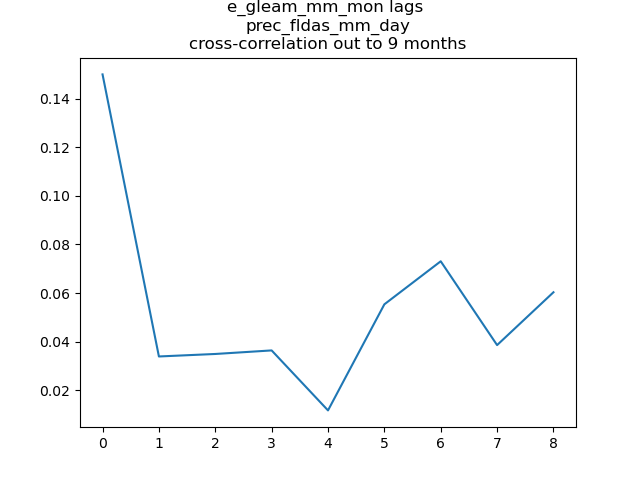 e_gleam_mm_mon lags
prec_fldas_mm_day
cross-correlation out to 9 months
0.14
0.12
0.10
0.08
0.06
0.04
0.02
0 1 2 3 4 5 6 7 8